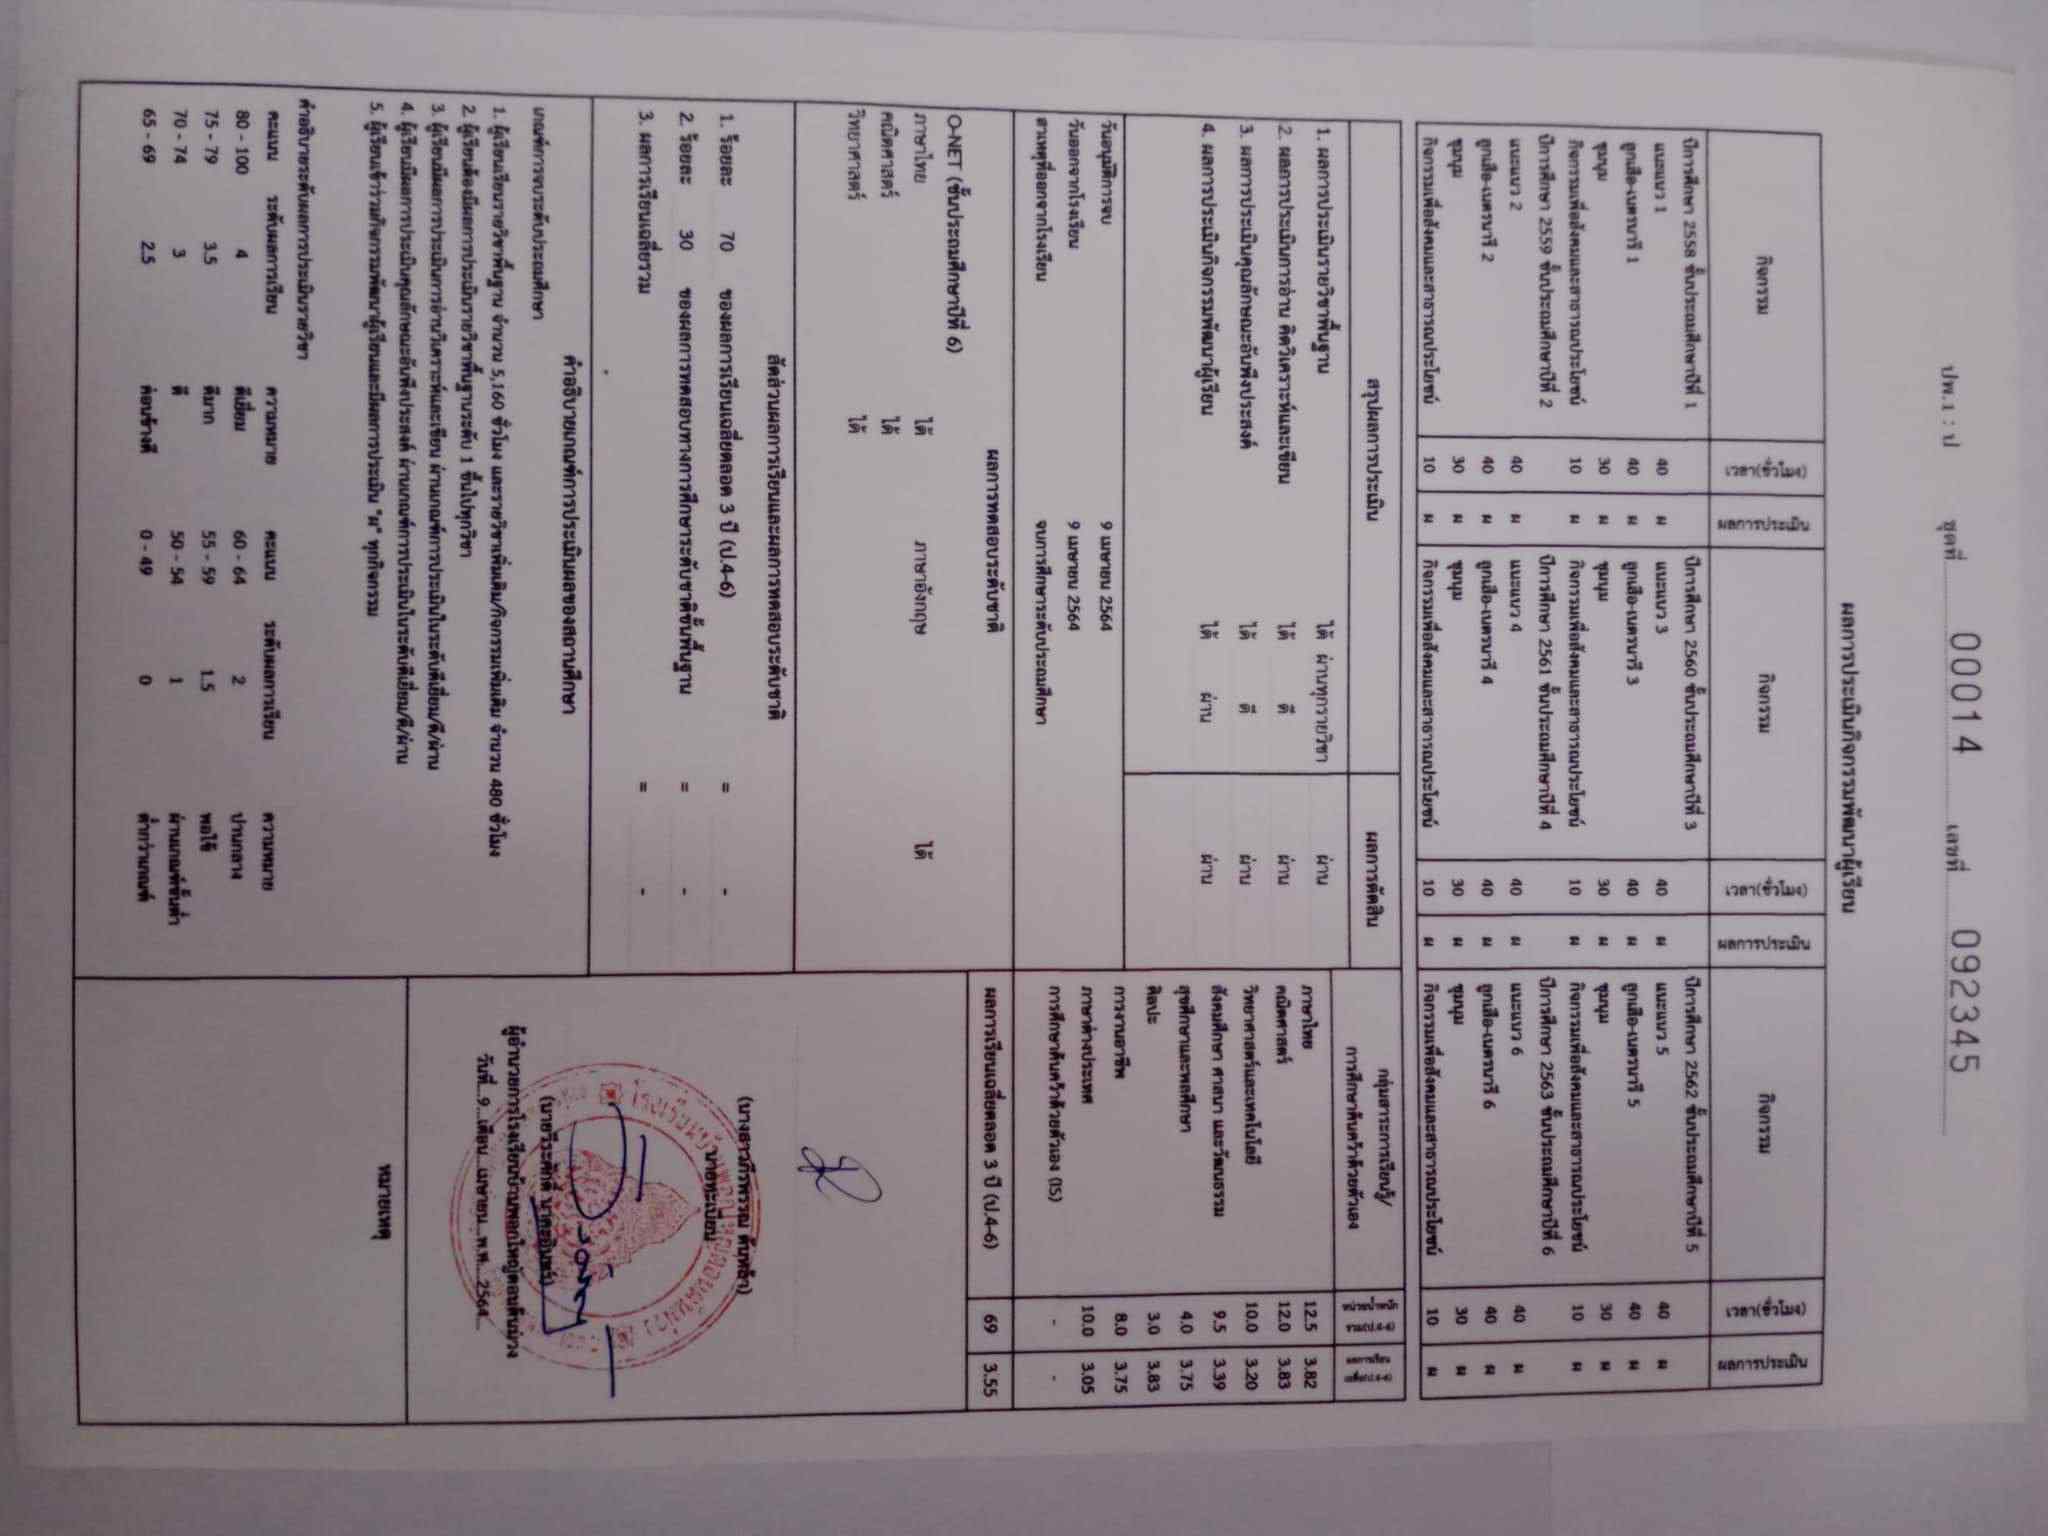 ปพ.1 : ป ชุดที่ 00014 เลขที่ 092345
ผลการประเมินกิจกรรมพัฒนาผู้เรียน
กิจกรรม เวลา(ชั่วโมง) ผลการประเมิน กิจกรรม เวลา(ชั่วโมง) ผลการประเมิน กิจกรรม เวลา(ชั่วโมง) ผลการประเมิน
ปีการศึกษา 2558 ชั้นประถมศึกษาปีที่ 1 ปีการศึกษา 2560 ชั้นประถมศึกษาปีที่ 3 ปีการศึกษา 2562 ชั้นประถมศึกษาปีที่ 5
แนะแนว 1 40 ผ แนะแนว 3 40 ผ แนะแนว 5 40 ผ
ลูกเสือ-เนตรนารี 1 40 ผ ลูกเสือ-เนตรนารี 3 40 ผ ลูกเสือ-เนตรนารี 5 40 ผ
ชุมนุม 30 ผ ชุมนุม 30 ผ ชุมนุม 30 ผ
กิจกรรมเพื่อสังคมและสาธารณประโยชน์ 10 ผ กิจกรรมเพื่อสังคมและสาธารณประโยชน์ 10 ผ กิจกรรมเพื่อสังคมและสาธารณประโยชน์ 10 ผ
ปีการศึกษา 2559 ชั้นประถมศึกษาปีที่ 2 ปีการศึกษา 2561 ชั้นประถมศึกษาปีที่ 4 ปีการศึกษา 2563 ชั้นประถมศึกษาปีที่ 6
แนะแนว 2 40 ผ แนะแนว 4 40 ผ แนะแนว 6 40 ผ
ลูกเสือ-เนตรนารี 2 40 ผ ลูกเสือ-เนตรนารี 4 40 ผ ลูกเสือ-เนตรนารี 6 40 ผ
ชุมนุม 30 ผ ชุมนุม 30 ผ ชุมนุม 30 ผ
กิจกรรมเพื่อสังคมและสาธารณประโยชน์ 10 ผ กิจกรรมเพื่อสังคมและสาธารณประโยชน์ 10 ผ กิจกรรมเพื่อสังคมและสาธารณประโยชน์ 10 ผ
สรุปผลการประเมิน ผลการตัดสิน
1. ผลการประเมินรายวิชาพื้นฐาน ได้ ผ่านทุกรายวิชา ผ่าน
2. ผลการประเมินการอ่าน คิดวิเคราะห์และเขียน ได้ ดี ผ่าน
3. ผลการประเมินคุณลักษณะอันพึงประสงค์ ได้ ดี ผ่าน
4. ผลการประเมินกิจกรรมพัฒนาผู้เรียน ได้ ผ่าน ผ่าน
วันอนุมัติการจบ 9 เมษายน 2564
วันออกจากโรงเรียน 9 เมษายน 2564
สาเหตุที่ออกจากโรงเรียน จบการศึกษาระดับประถมศึกษา
ผลการทดสอบระดับชาติ
O-NET (ชั้นประถมศึกษาปีที่ 6)
ภาษาไทย ได้ ภาษาอังกฤษ ได้
คณิตศาสตร์ ได้
วิทยาศาสตร์ ได้
สัดส่วนผลการเรียนและผลการทดสอบระดับชาติ
1. ร้อยละ 70 ของผลการเรียนเฉลี่ยตลอด 3 ปี (ป.4-6) = -
2. ร้อยละ 30 ของผลการทดสอบทางการศึกษาระดับชาติขั้นพื้นฐาน = -
3. ผลการเรียนเฉลี่ยรวม = -
คำอธิบายเกณฑ์การประเมินผลของสถานศึกษา
เกณฑ์การจบระดับประถมศึกษา
1. ผู้เรียนเรียนรายวิชาพื้นฐาน จำนวน 5,160 ชั่วโมง และรายวิชาเพิ่มเติม/กิจกรรมเพิ่มเติม จำนวน 480 ชั่วโมง
2. ผู้เรียนต้องมีผลการประเมินรายวิชาพื้นฐานระดับ 1 ขึ้นไปทุกวิชา
3. ผู้เรียนมีผลการประเมินการอ่านวิเคราะห์และเขียน ผ่านเกณฑ์การประเมินในระดับดีเยี่ยม/ดี/ผ่าน
4. ผู้เรียนมีผลการประเมินคุณลักษณะอันพึงประสงค์ ผ่านเกณฑ์การประเมินในระดับดีเยี่ยม/ดี/ผ่าน
5. ผู้เรียนเข้าร่วมกิจกรรมพัฒนาผู้เรียนและมีผลการประเมิน "ผ" ทุกกิจกรรม
คำอธิบายระดับผลการประเมินรายวิชา
คะแนน ระดับผลการเรียน ความหมาย คะแนน ระดับผลการเรียน ความหมาย
80 - 100 4 ดีเยี่ยม 60 - 64 2 ปานกลาง
75 - 79 3.5 ดีมาก 55 - 59 1.5 พอใช้
70 - 74 3 ดี 50 - 54 1 ผ่านเกณฑ์ขั้นต่ำ
65 - 69 2.5 ค่อนข้างดี 0 - 49 0 ต่ำกว่าเกณฑ์
กลุ่มสาระการเรียนรู้/
การศึกษาค้นคว้าด้วยตัวเอง
หน่วยน้ำหนัก
รวม(ป.4-6)
ผลการเรียน
เฉลี่ย(ป.4-6)
ภาษาไทย 12.5 3.82
คณิตศาสตร์ 12.0 3.83
วิทยาศาสตร์และเทคโนโลยี 10.0 3.20
สังคมศึกษา ศาสนา และวัฒนธรรม 9.5 3.39
สุขศึกษาและพลศึกษา 4.0 3.75
ศิลปะ 3.0 3.83
การงานอาชีพ 8.0 3.75
ภาษาต่างประเทศ 10.0 3.05
การศึกษาค้นคว้าด้วยตัวเอง (IS) - -
ผลการเรียนเฉลี่ยตลอด 3 ปี (ป.4-6) 69 3.55
นายทะเบียน
ผู้อำนวยการโรงเรียนบ้านพลอกใหญ่ตอนต้นม่วง
วันที่...9...เดือน...เมษายน...พ.ศ....2564...
หมายเหตุ